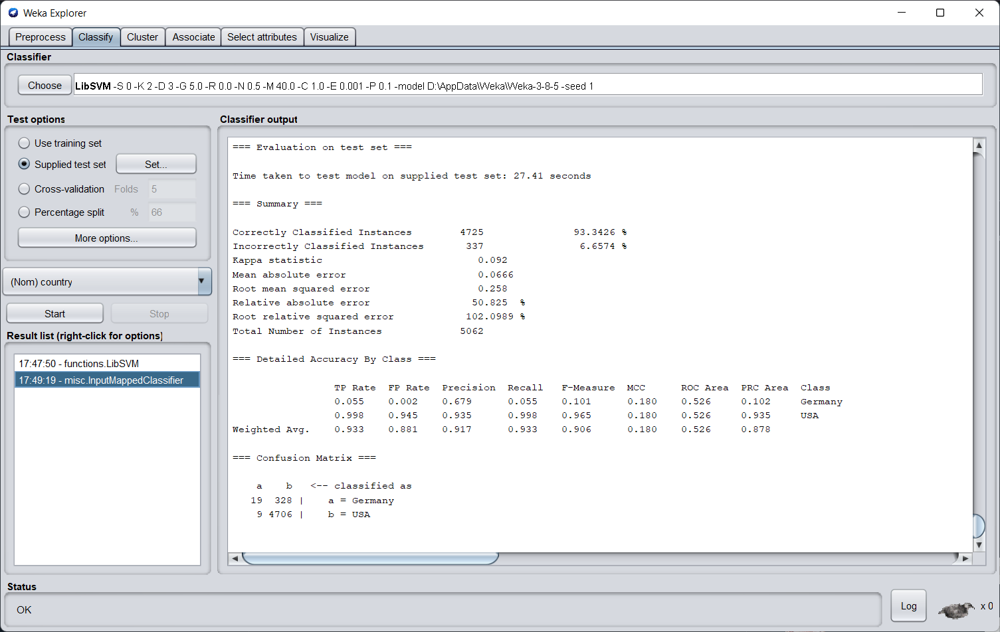 Weka Explorer
Preprocess Classify Cluster Associate Select attributes Visualize
Classifier
Choose LibSVM -S 0 -K 2 -D 3 -G 5.0 -R 0.0 -N 0.5 -M 40.0 -C 1.0 -E 0.001 -P 0.1 -model D:\AppData\Weka\Weka-3-8-5 -seed 1
Test options
Use training set
Supplied test set Set...
Cross-validation Folds 5
Percentage split % 66
More options...
(Nom) country
Start Stop
Result list (right-click for options)
17:47:50 - functions.LibSVM
17:49:19 - misc.InputMappedClassifier
Classifier output
=== Evaluation on test set ===
Time taken to test model on supplied test set: 27.41 seconds
=== Summary ===
Correctly Classified Instances 4725 93.3426 %
Incorrectly Classified Instances 337 6.6574 %
Kappa statistic 0.092
Mean absolute error 0.0666
Root mean squared error 0.258
Relative absolute error 50.825 %
Root relative squared error 102.0989 %
Total Number of Instances 5062
=== Detailed Accuracy By Class ===
TP Rate FP Rate Precision Recall F-Measure MCC ROC Area PRC Area Class
0.055 0.002 0.679 0.055 0.101 0.180 0.526 0.102 Germany
0.998 0.945 0.935 0.998 0.965 0.180 0.526 0.935 USA
Weighted Avg. 0.933 0.881 0.917 0.933 0.906 0.180 0.526 0.878
=== Confusion Matrix ===
a b <-- classified as
19 328 | a = Germany
9 4706 | b = USA
Status
OK
Log x 0